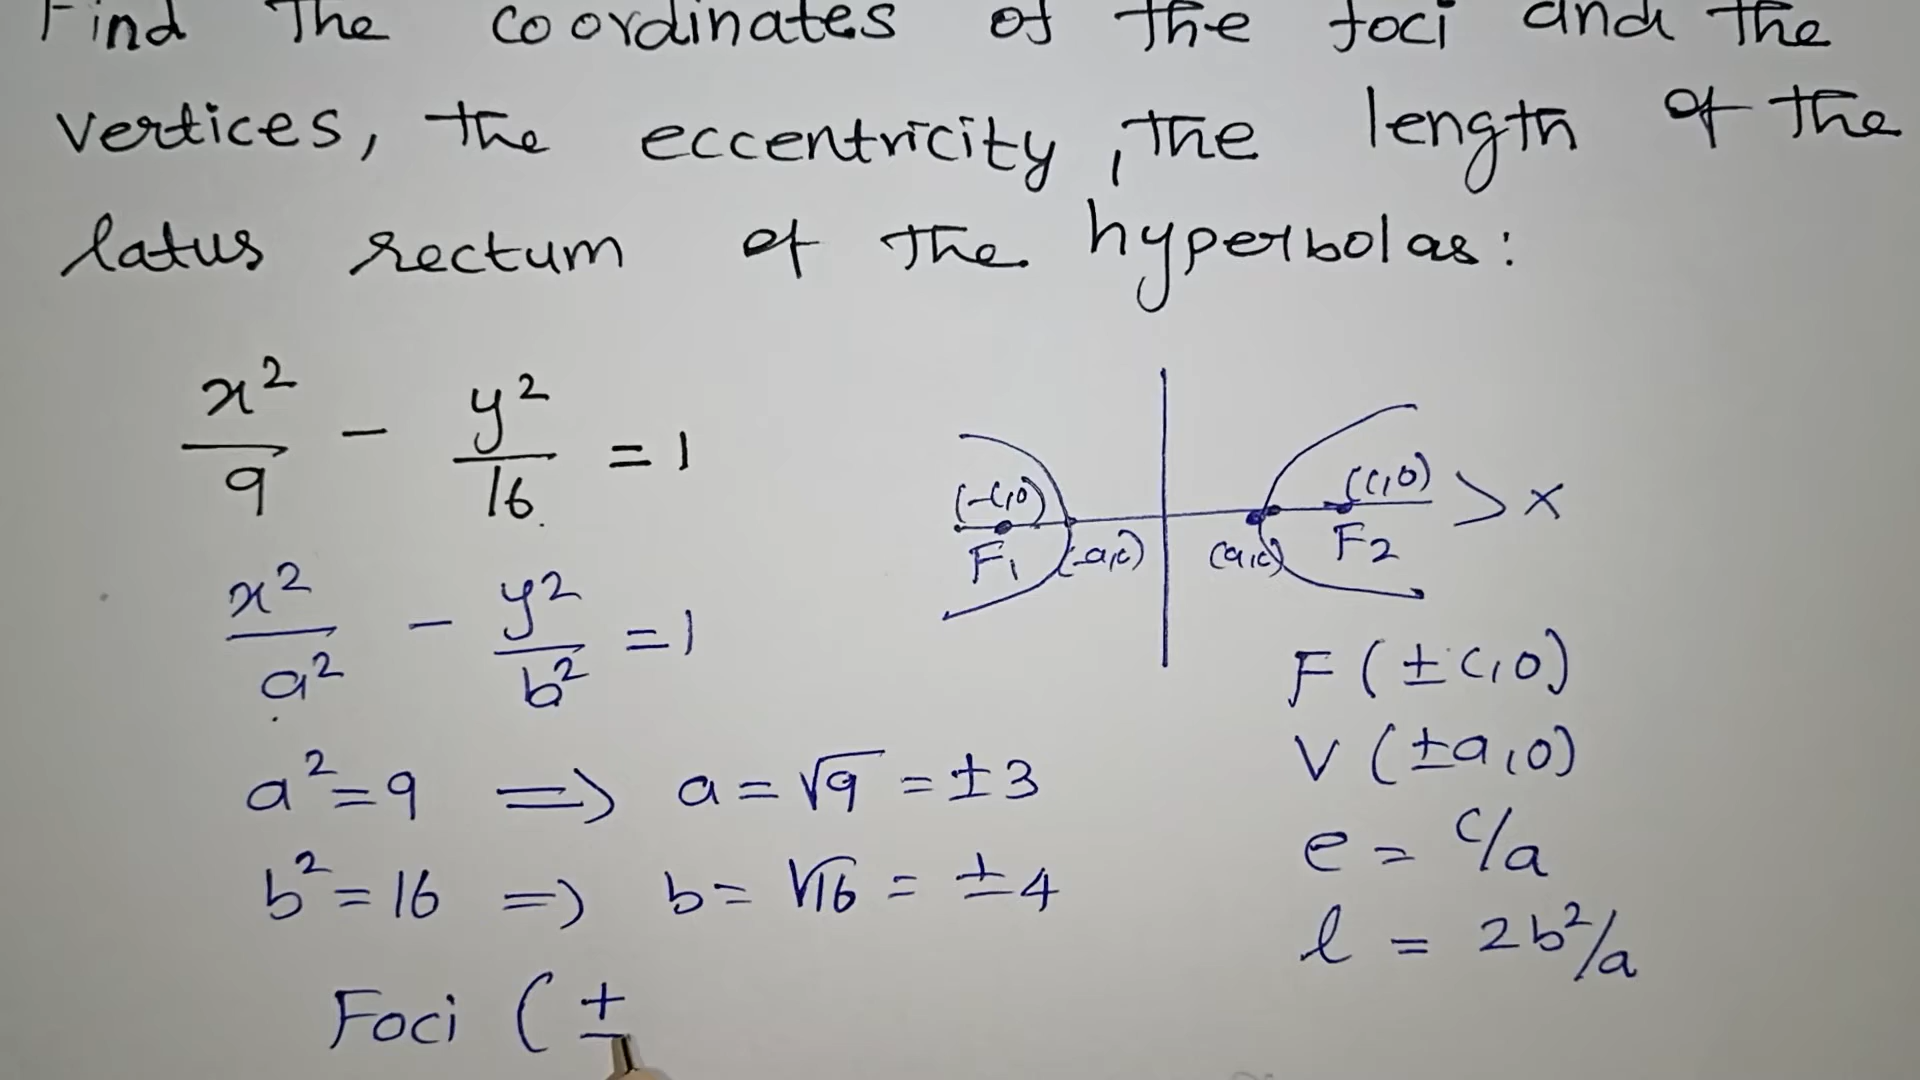 Find the coordinates of the foci and the
vertices, the eccentricity, the length of the
latus rectum of the hyperbolas:
x²/9 - y²/16 = 1
(-c,0) (c,0) > x
F₁ (-a,c) (a,c) F₂
x²/a² - y²/b² = 1
F (±c,0)
V (±a,0)
a² = 9 => a = √9 = ±3
e = c/a
b² = 16 => b = √16 = ±4
l = 2b²/a
Foci ( ±